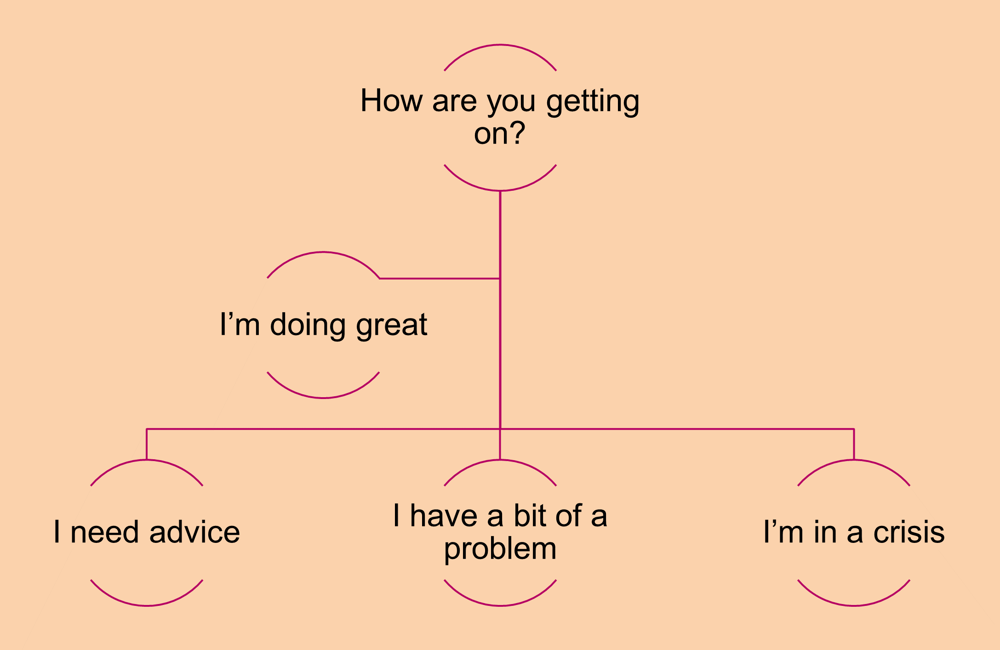 How are you getting
on?
I’m doing great
I need advice
I have a bit of a
problem
I’m in a crisis